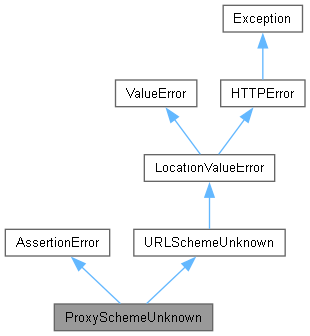 Exception
ValueError
HTTPError
LocationValueError
AssertionError
URLSchemeUnknown
ProxySchemeUnknown